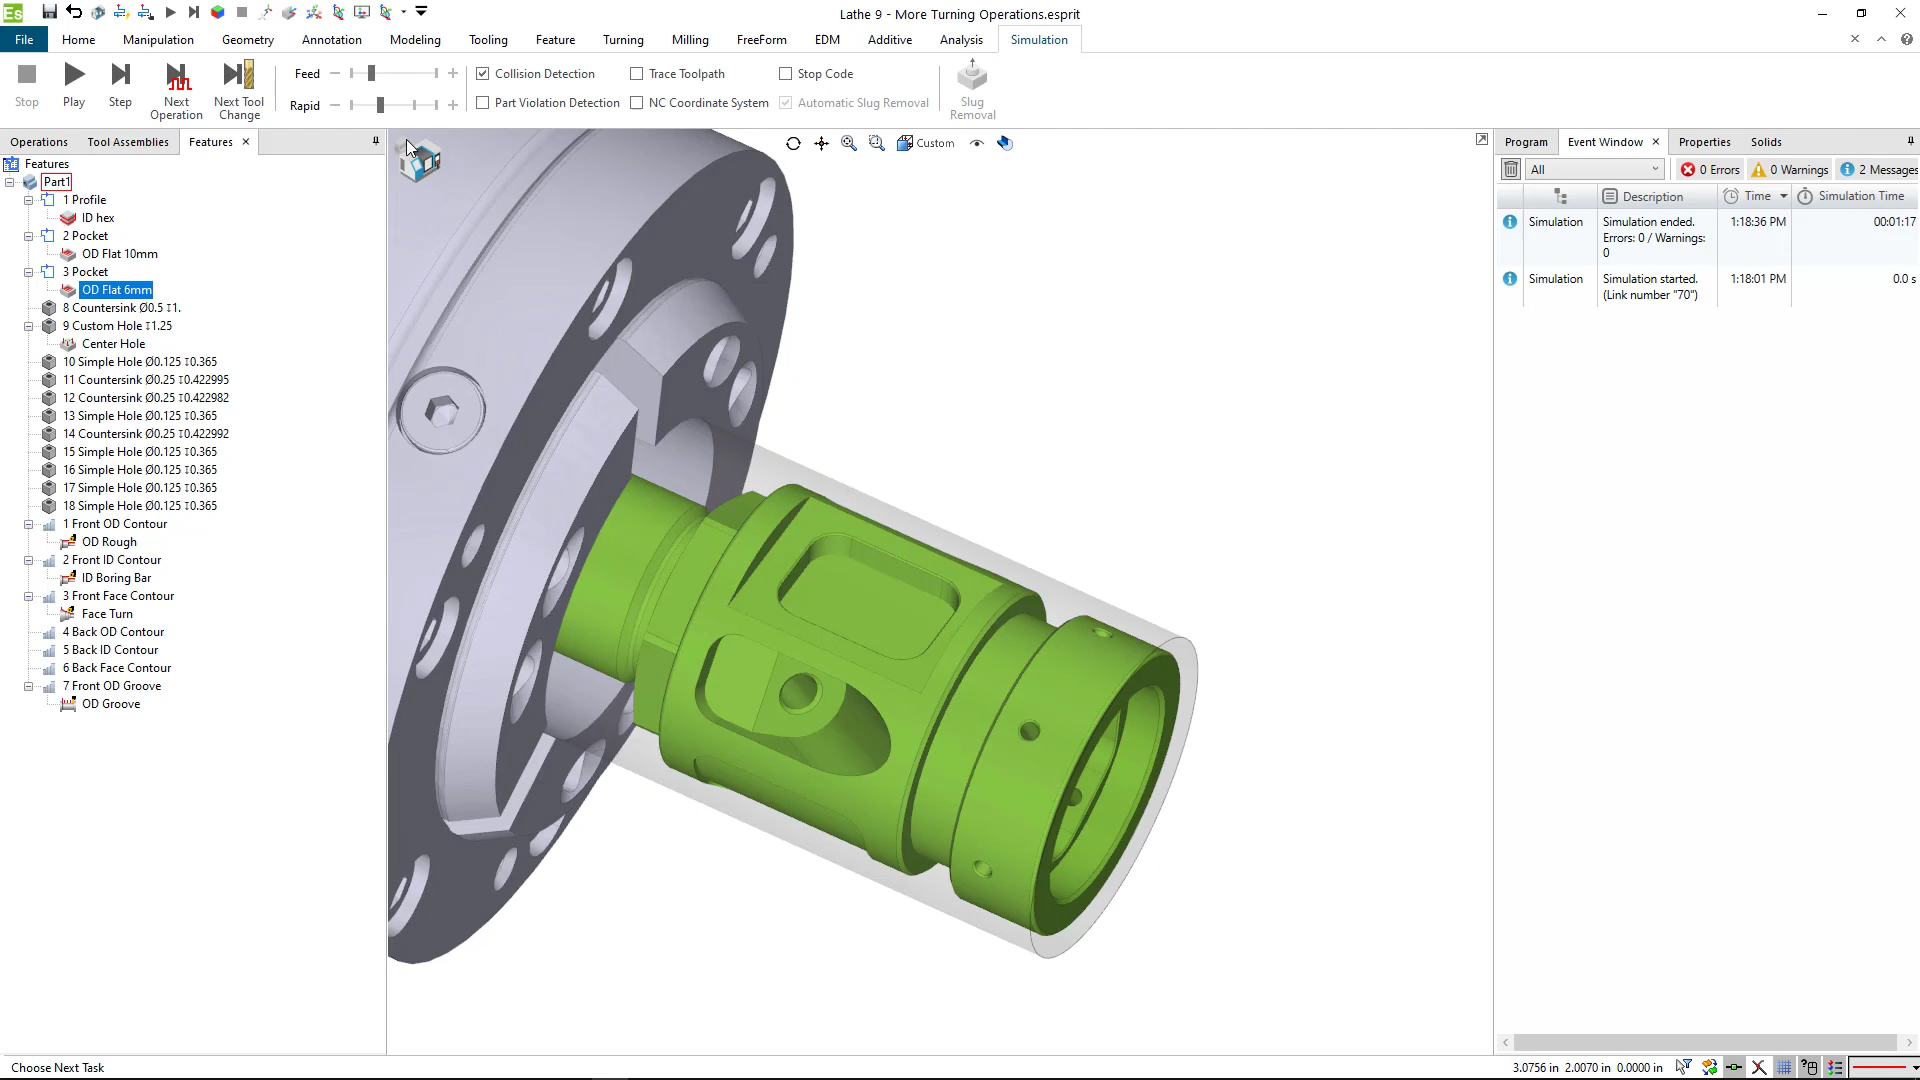 Es
Lathe 9 - More Turning Operations.esprit
File Home Manipulation Geometry Annotation Modeling Tooling Feature Turning Milling FreeForm EDM Additive Analysis Simulation
Stop
Play
Step
Next Operation
Next Tool Change
Feed
Rapid
Collision Detection
Trace Toolpath
Stop Code
Part Violation Detection
NC Coordinate System
Automatic Slug Removal
Slug Removal
Operations Tool Assemblies Features
Features
Part1
1 Profile
ID hex
2 Pocket
OD Flat 10mm
3 Pocket
OD Flat 6mm
8 Countersink Ø0.5 ↧1.
9 Custom Hole ↧1.25
Center Hole
10 Simple Hole Ø0.125 ↧0.365
11 Countersink Ø0.25 ↧0.422995
12 Countersink Ø0.25 ↧0.422982
13 Simple Hole Ø0.125 ↧0.365
14 Countersink Ø0.25 ↧0.422992
15 Simple Hole Ø0.125 ↧0.365
16 Simple Hole Ø0.125 ↧0.365
17 Simple Hole Ø0.125 ↧0.365
18 Simple Hole Ø0.125 ↧0.365
1 Front OD Contour
OD Rough
2 Front ID Contour
ID Boring Bar
3 Front Face Contour
Face Turn
4 Back OD Contour
5 Back ID Contour
6 Back Face Contour
7 Front OD Groove
OD Groove
Custom
Program Event Window Properties Solids
All 0 Errors 0 Warnings 2 Messages
Description Time Simulation Time
Simulation Simulation ended. 1:18:36 PM 00:01:17
Errors: 0 / Warnings:
0
Simulation Simulation started. 1:18:01 PM 0.0 s
(Link number "70")
Choose Next Task
3.0756 in 2.0070 in 0.0000 in